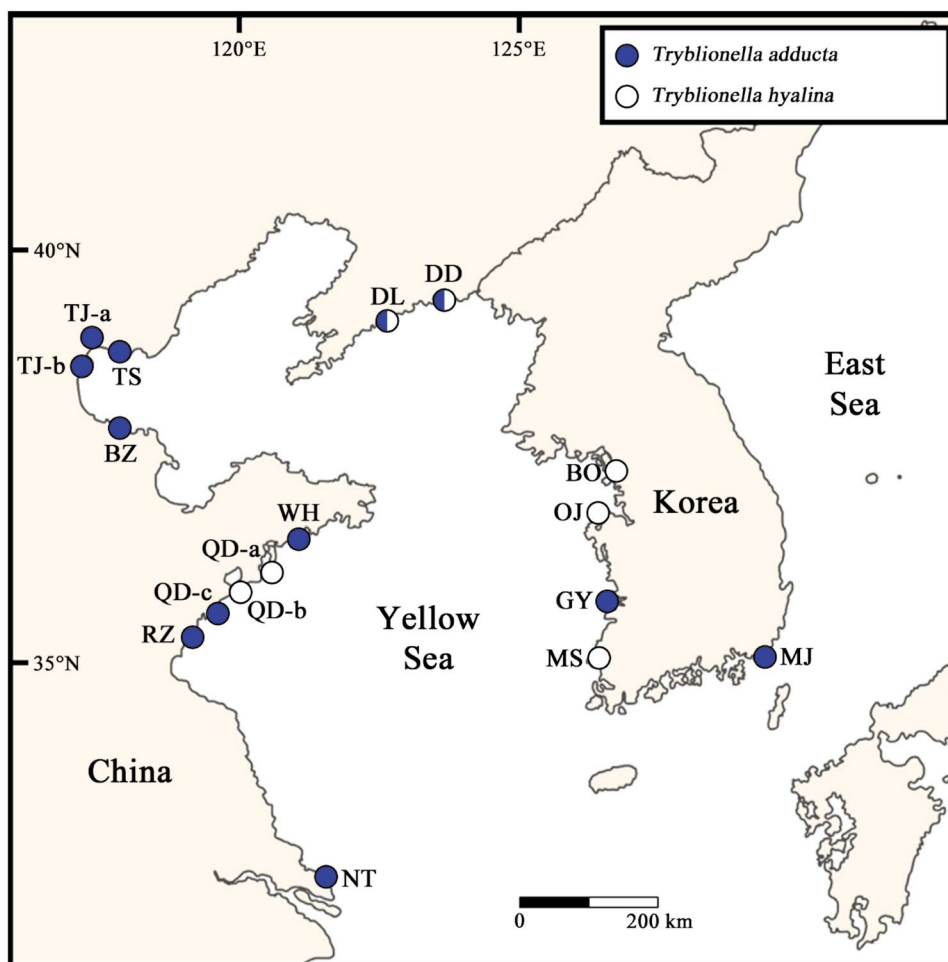 120°E
125°E
Tryblionella adducta
Tryblionella hyalina
40°N
DD
DL
TJ-a
TJ-b
TS
East
Sea
BZ
BO
Korea
OJ
WH
QD-a
QD-c
QD-b
GY
Yellow
Sea
RZ
35°N
MS
MJ
China
NT
0
200 km